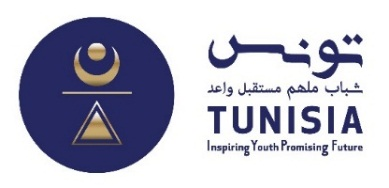 تونس
شباب ملهم مستقبل واعد
TUNISIA
Inspiring Youth Promising Future